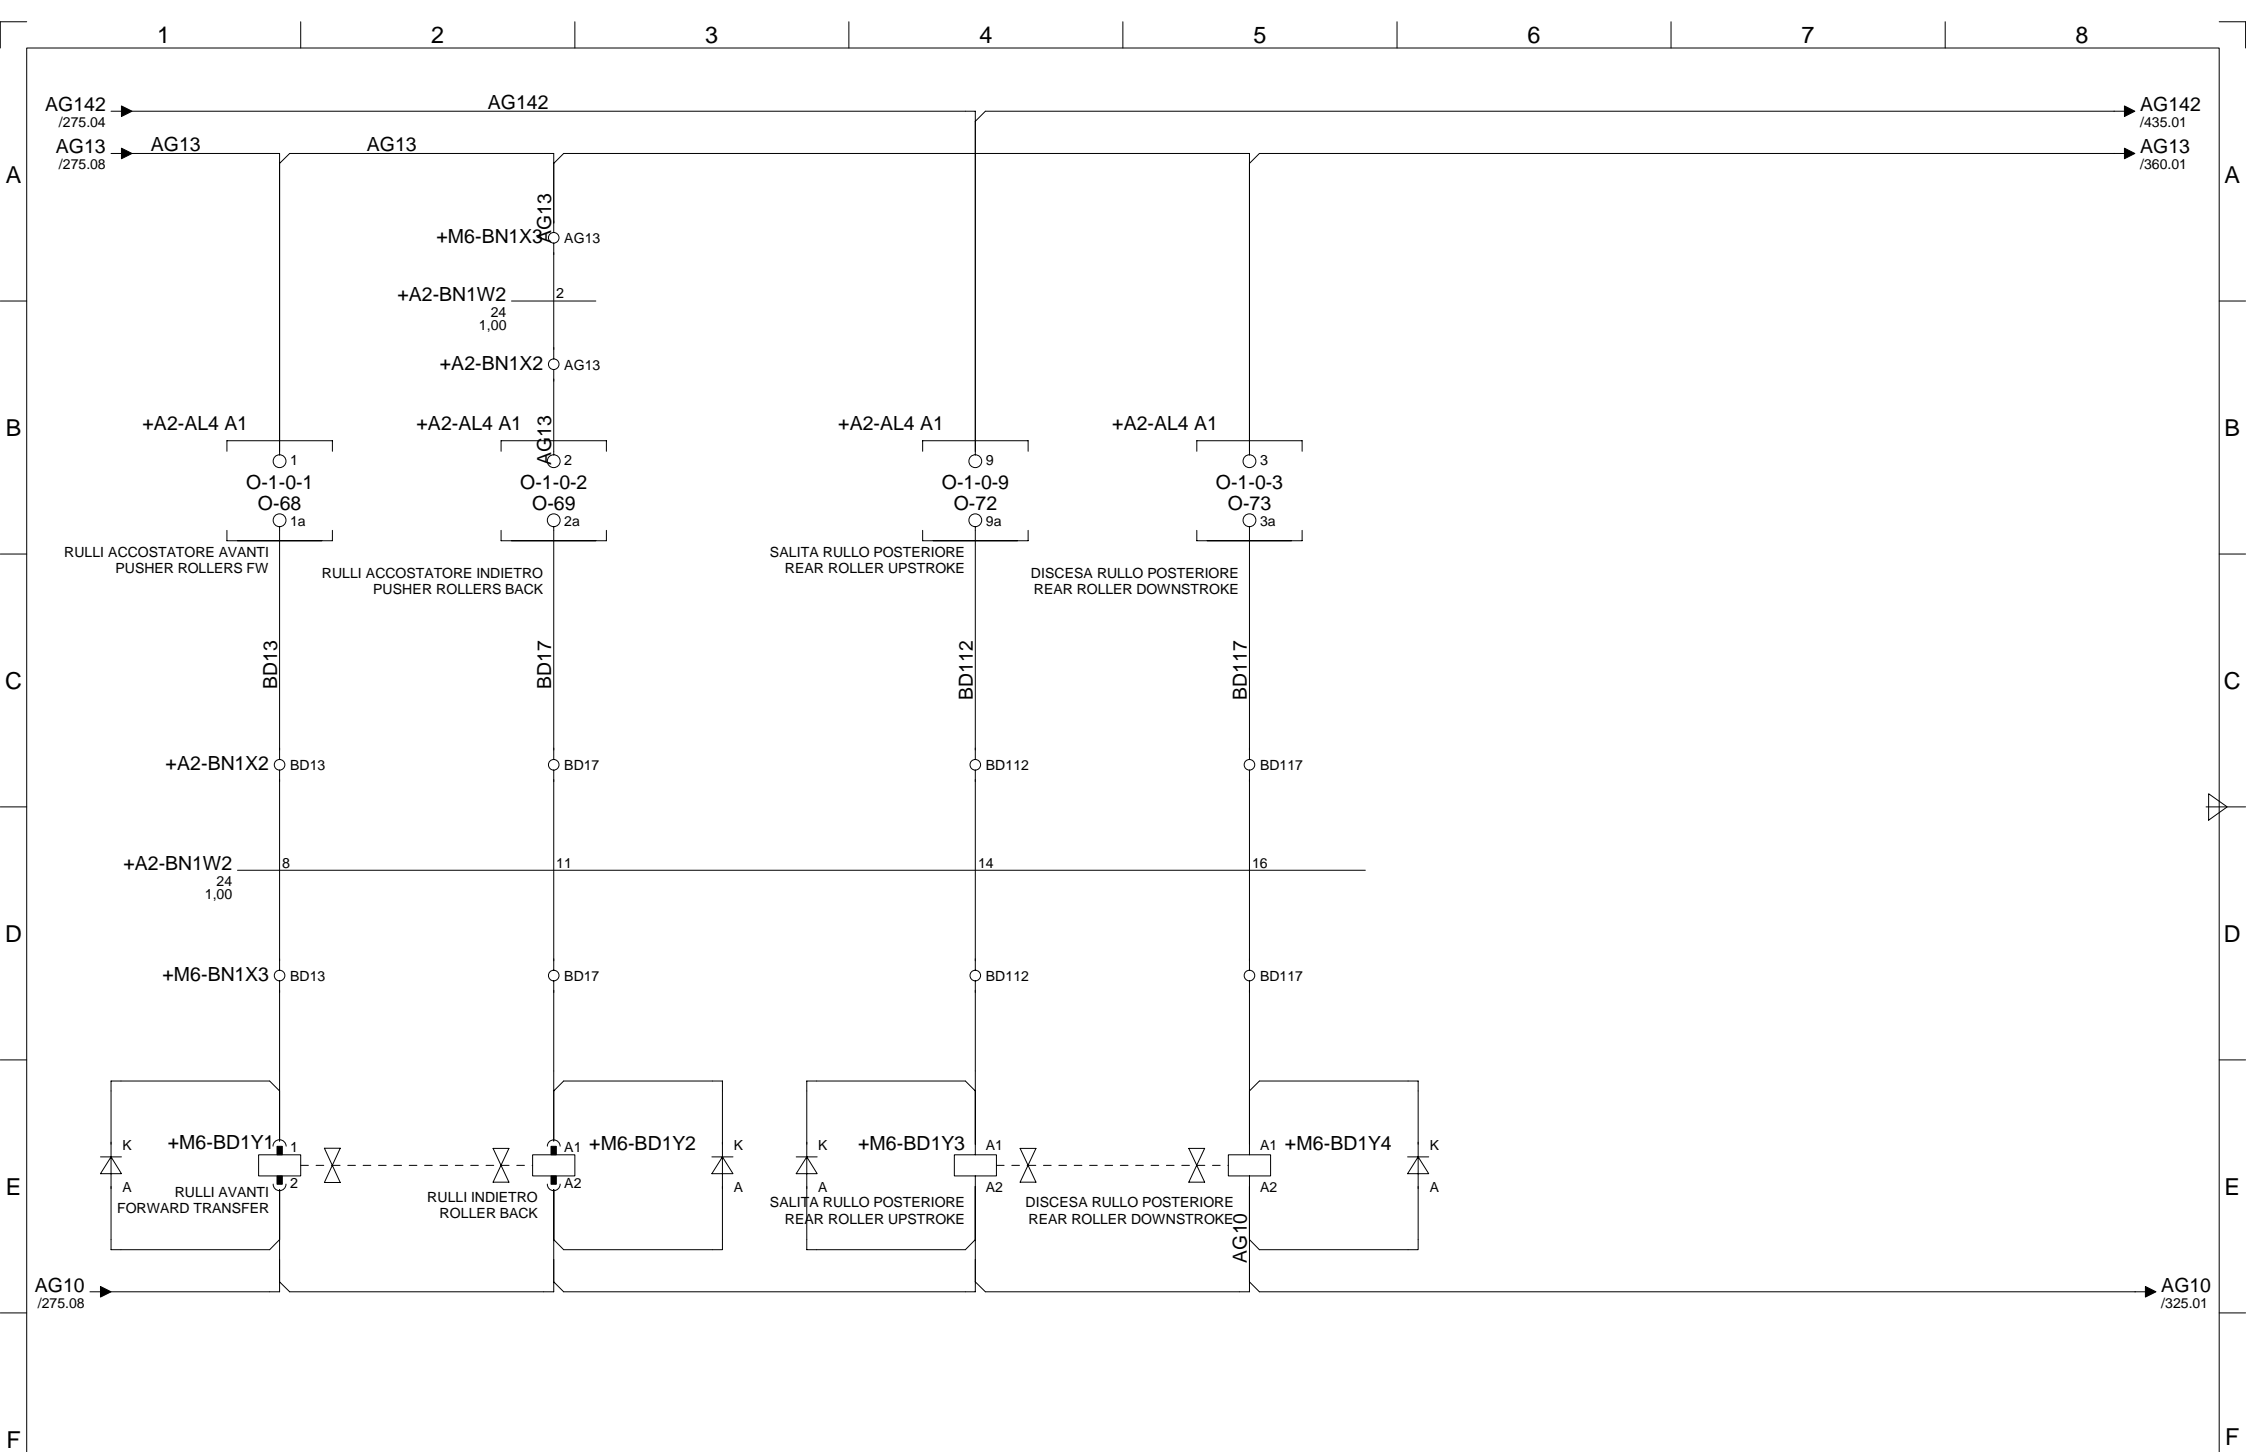 1 2 3 4 5 6 7 8
AG142 AG142 AG142
/275.04 /435.01
AG13 AG13 AG13 AG13
/275.08 /360.01
A A
AG13
+M6-BN1X3 AG13
+A2-BN1W2 2
24
1,00
+A2-BN1X2 AG13
B B
+A2-AL4 A1 +A2-AL4 A1 +A2-AL4 A1 +A2-AL4 A1
AG13
1 2 9 3
O-1-0-1 O-1-0-2 O-1-0-9 O-1-0-3
O-68 O-69 O-72 O-73
1a 2a 9a 3a
RULLI ACCOSTATORE AVANTI
PUSHER ROLLERS FW
RULLI ACCOSTATORE INDIETRO
PUSHER ROLLERS BACK
SALITA RULLO POSTERIORE
REAR ROLLER UPSTROKE
DISCESA RULLO POSTERIORE
REAR ROLLER DOWNSTROKE
BD13 BD17 BD112 BD117
C C
+A2-BN1X2 BD13 BD17 BD112 BD117
+A2-BN1W2 8 11 14 16
24
1,00
D D
+M6-BN1X3 BD13 BD17 BD112 BD117
K +M6-BD1Y1 1 A1 +M6-BD1Y2 K K +M6-BD1Y3 A1 A1 +M6-BD1Y4 K
A 2 A2 A A A2 A2 A
E E
RULLI AVANTI
FORWARD TRANSFER
RULLI INDIETRO
ROLLER BACK
SALITA RULLO POSTERIORE
REAR ROLLER UPSTROKE
DISCESA RULLO POSTERIORE
REAR ROLLER DOWNSTROKE
AG10
AG10 AG10
/275.08 /325.01
F F